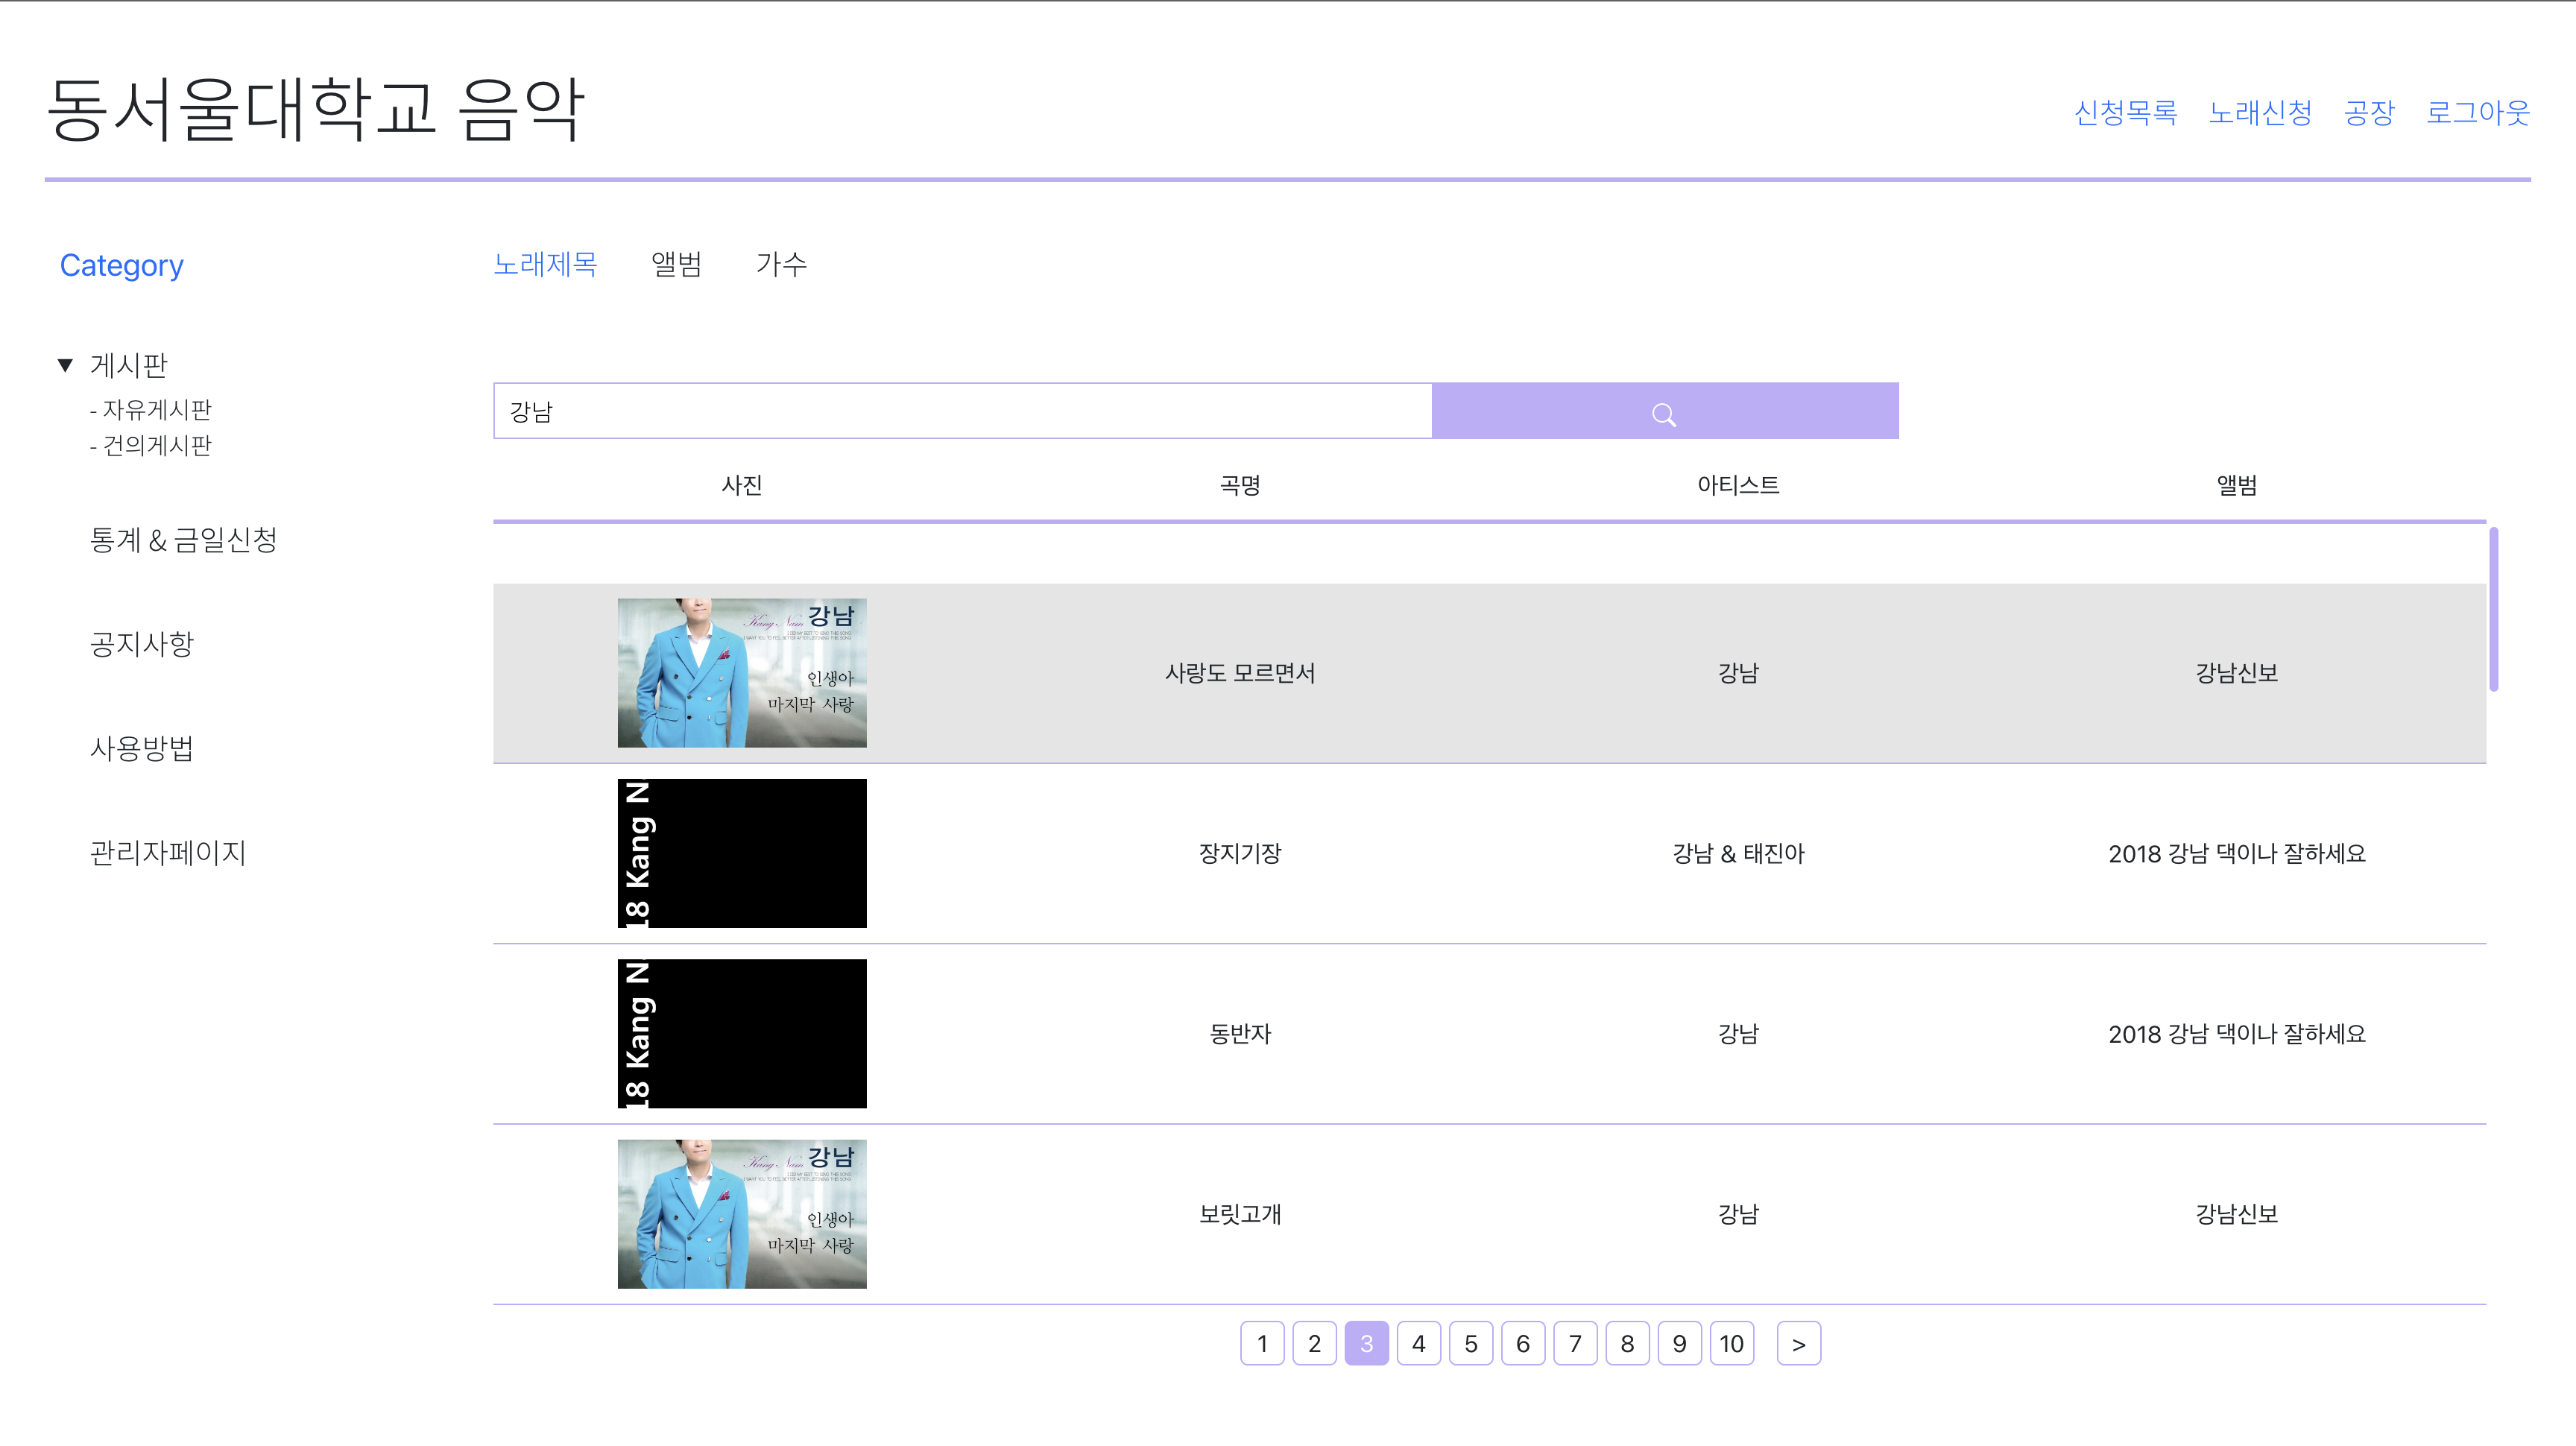 동서울대학교 음악
신청목록 노래신청 공장 로그아웃
Category
노래제목 앨범 가수
▼ 게시판
- 자유게시판
- 건의게시판
통계 & 금일신청
공지사항
사용방법
관리자페이지
강남
사진 곡명 아티스트 앨범
Kang Nam 강남
인생아
마지막 사랑
사랑도 모르면서 강남 강남신보
18 Kang N
장지기장 강남 & 태진아 2018 강남 댁이나 잘하세요
18 Kang N
동반자 강남 2018 강남 댁이나 잘하세요
Kang Nam 강남
인생아
마지막 사랑
보릿고개 강남 강남신보
1 2 3 4 5 6 7 8 9 10 >